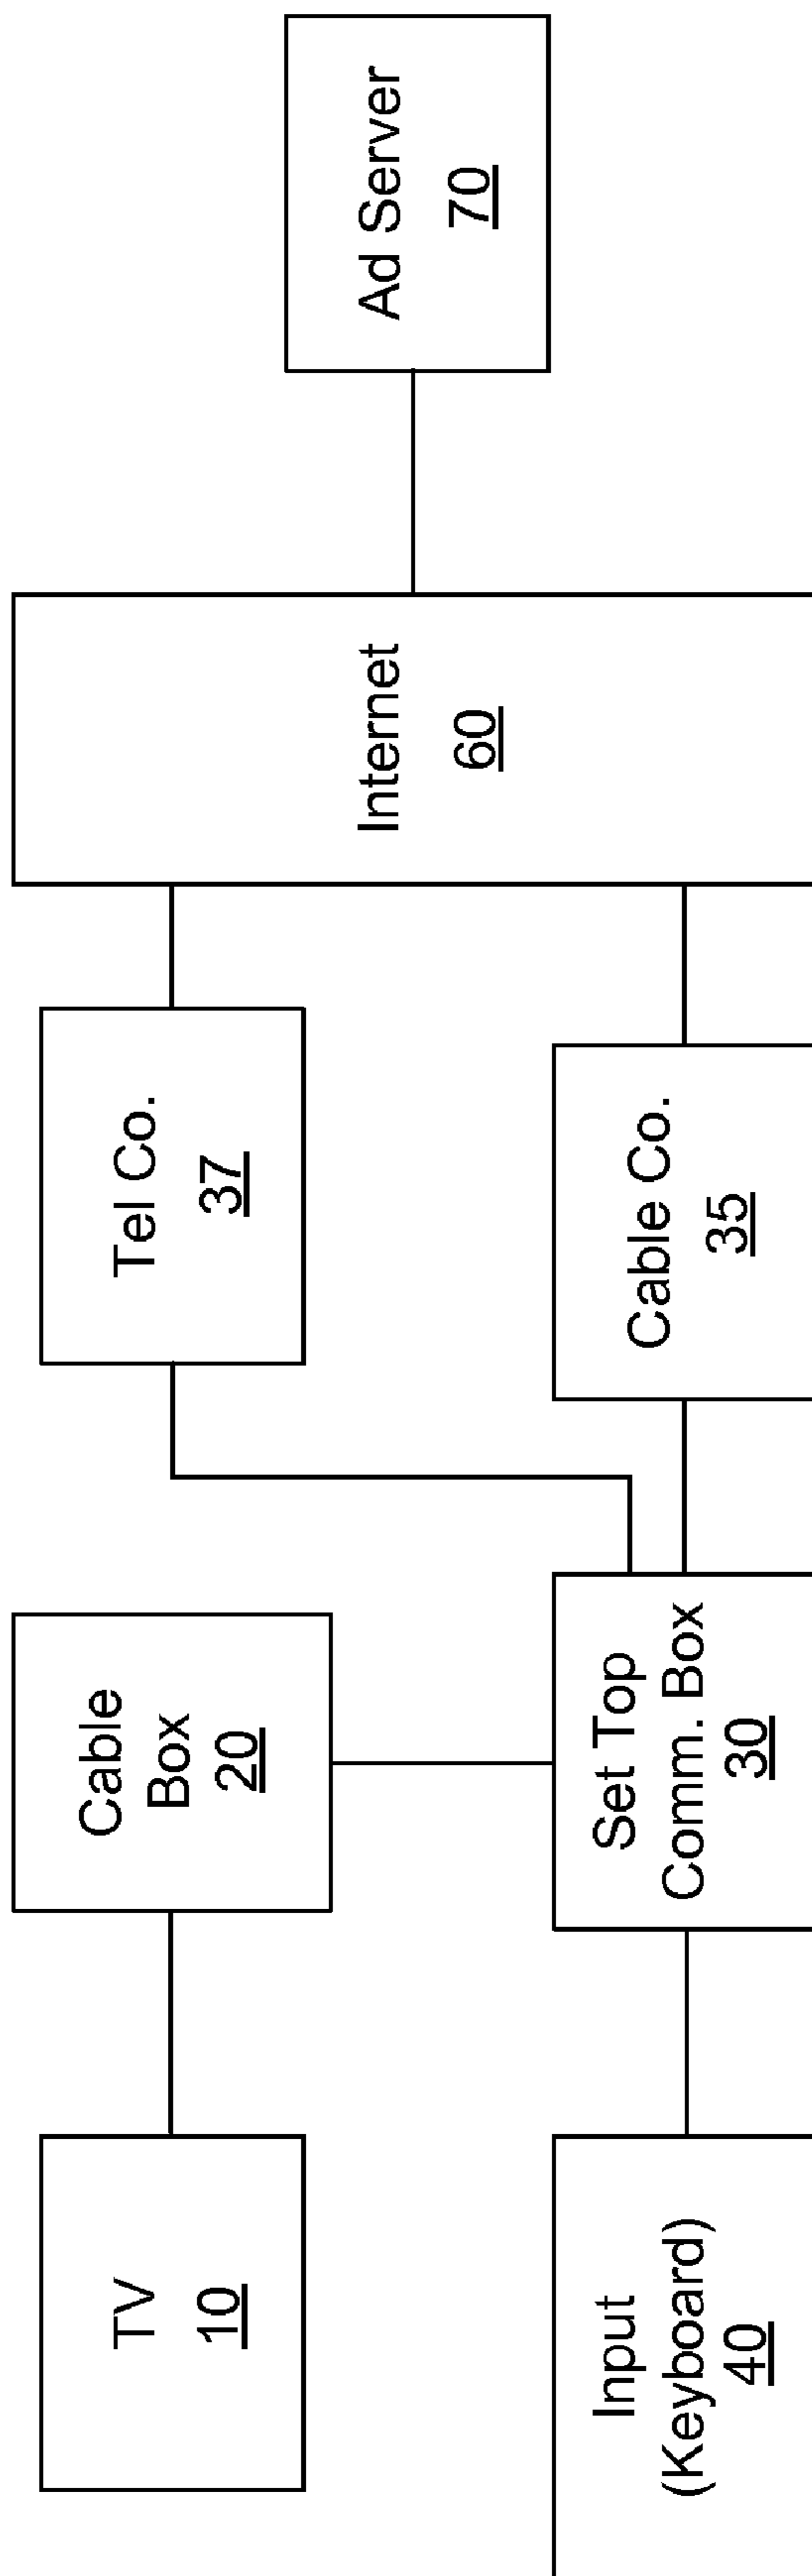 TV
10
Cable
Box
20
Tel Co.
37
Internet
60
Ad Server
70
Input
(Keyboard)
40
Set Top
Comm. Box
30
Cable Co.
35